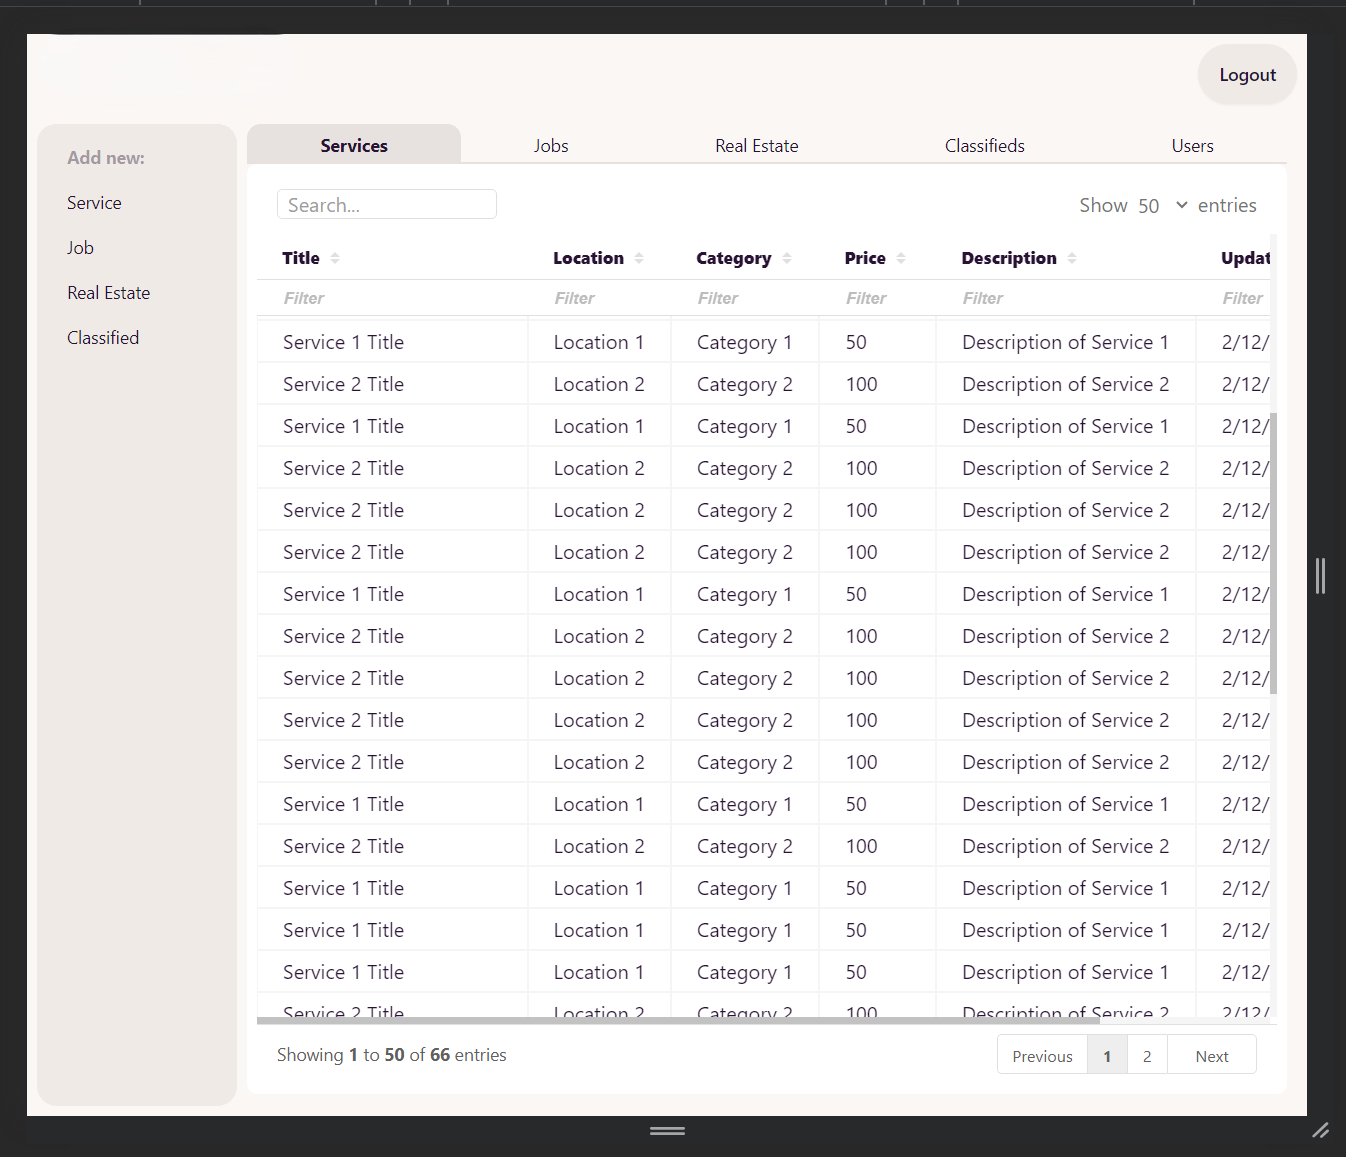 Logout
Add new:
Service
Job
Real Estate
Classified
Services Jobs Real Estate Classifieds Users
Search... Show 50 entries
Title Location Category Price Description Updat
Filter Filter Filter Filter Filter Filter
Service 1 Title Location 1 Category 1 50 Description of Service 1 2/12/
Service 2 Title Location 2 Category 2 100 Description of Service 2 2/12/
Service 1 Title Location 1 Category 1 50 Description of Service 1 2/12/
Service 2 Title Location 2 Category 2 100 Description of Service 2 2/12/
Service 2 Title Location 2 Category 2 100 Description of Service 2 2/12/
Service 2 Title Location 2 Category 2 100 Description of Service 2 2/12/
Service 1 Title Location 1 Category 1 50 Description of Service 1 2/12/
Service 2 Title Location 2 Category 2 100 Description of Service 2 2/12/
Service 2 Title Location 2 Category 2 100 Description of Service 2 2/12/
Service 2 Title Location 2 Category 2 100 Description of Service 2 2/12/
Service 2 Title Location 2 Category 2 100 Description of Service 2 2/12/
Service 1 Title Location 1 Category 1 50 Description of Service 1 2/12/
Service 2 Title Location 2 Category 2 100 Description of Service 2 2/12/
Service 1 Title Location 1 Category 1 50 Description of Service 1 2/12/
Service 1 Title Location 1 Category 1 50 Description of Service 1 2/12/
Service 1 Title Location 1 Category 1 50 Description of Service 1 2/12/
Service 2 Title Location 2 Category 2 100 Description of Service 2 2/12/
Showing 1 to 50 of 66 entries Previous 1 2 Next